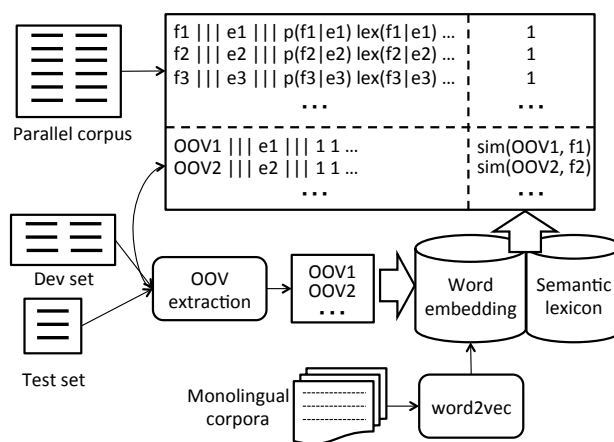 f1 ||| e1 ||| p(f1|e1) lex(f1|e1) ... 1
f2 ||| e2 ||| p(f2|e2) lex(f2|e2) ... 1
f3 ||| e3 ||| p(f3|e3) lex(f3|e3) ... 1
... ...
Parallel corpus
OOV1 ||| e1 ||| 1 1 ... sim(OOV1, f1)
OOV2 ||| e2 ||| 1 1 ... sim(OOV2, f2)
... ...
Dev set
OOV
extraction
OOV1
OOV2
...
Word
embedding
Semantic
lexicon
Test set
Monolingual
corpora
word2vec